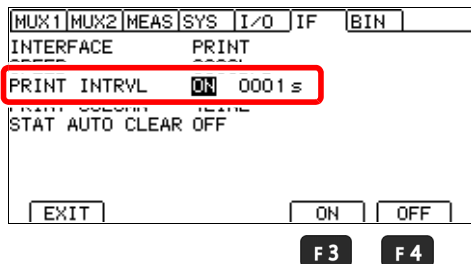 MUX1 MUX2 MEAS SYS I/O IF BIN
INTERFACE PRINT
PRINT INTRVL ON 0001s
STAT AUTO CLEAR OFF
EXIT ON OFF
F3 F4